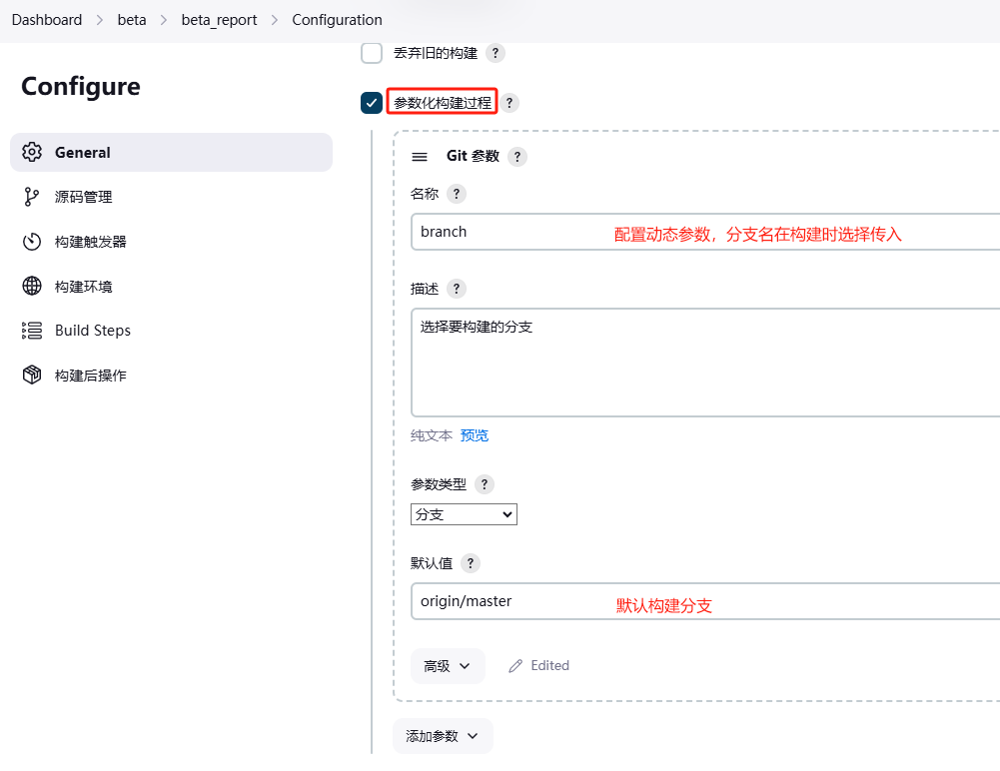 Dashboard > beta > beta_report > Configuration
Configure
General
源码管理
构建触发器
构建环境
Build Steps
构建后操作
丢弃旧的构建 ?
参数化构建过程 ?
Git 参数 ?
名称 ?
branch 配置动态参数，分支名在构建时选择传入
描述 ?
选择要构建的分支
纯文本 预览
参数类型 ?
分支
默认值 ?
origin/master 默认构建分支
高级 Edited
添加参数